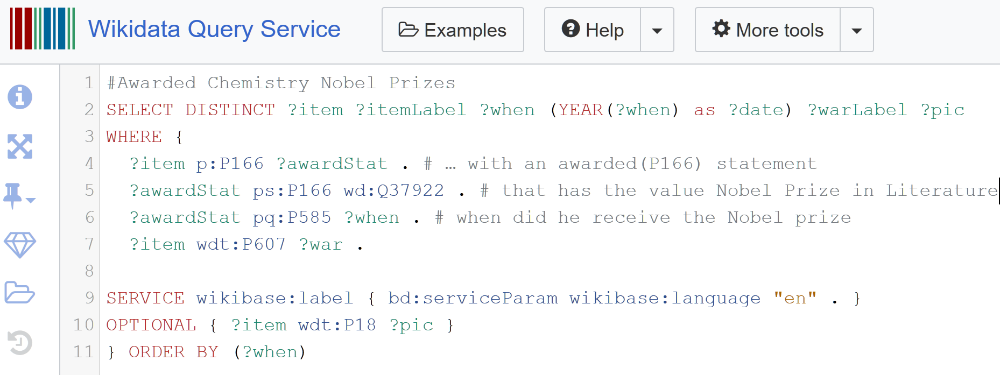 Wikidata Query Service Examples Help More tools
1 #Awarded Chemistry Nobel Prizes
2 SELECT DISTINCT ?item ?itemLabel ?when (YEAR(?when) as ?date) ?warLabel ?pic
3 WHERE {
4 ?item p:P166 ?awardStat . # … with an awarded(P166) statement
5 ?awardStat ps:P166 wd:Q37922 . # that has the value Nobel Prize in Literature
6 ?awardStat pq:P585 ?when . # when did he receive the Nobel prize
7 ?item wdt:P607 ?war .
8
9 SERVICE wikibase:label { bd:serviceParam wikibase:language "en" . }
10 OPTIONAL { ?item wdt:P18 ?pic }
11 } ORDER BY (?when)